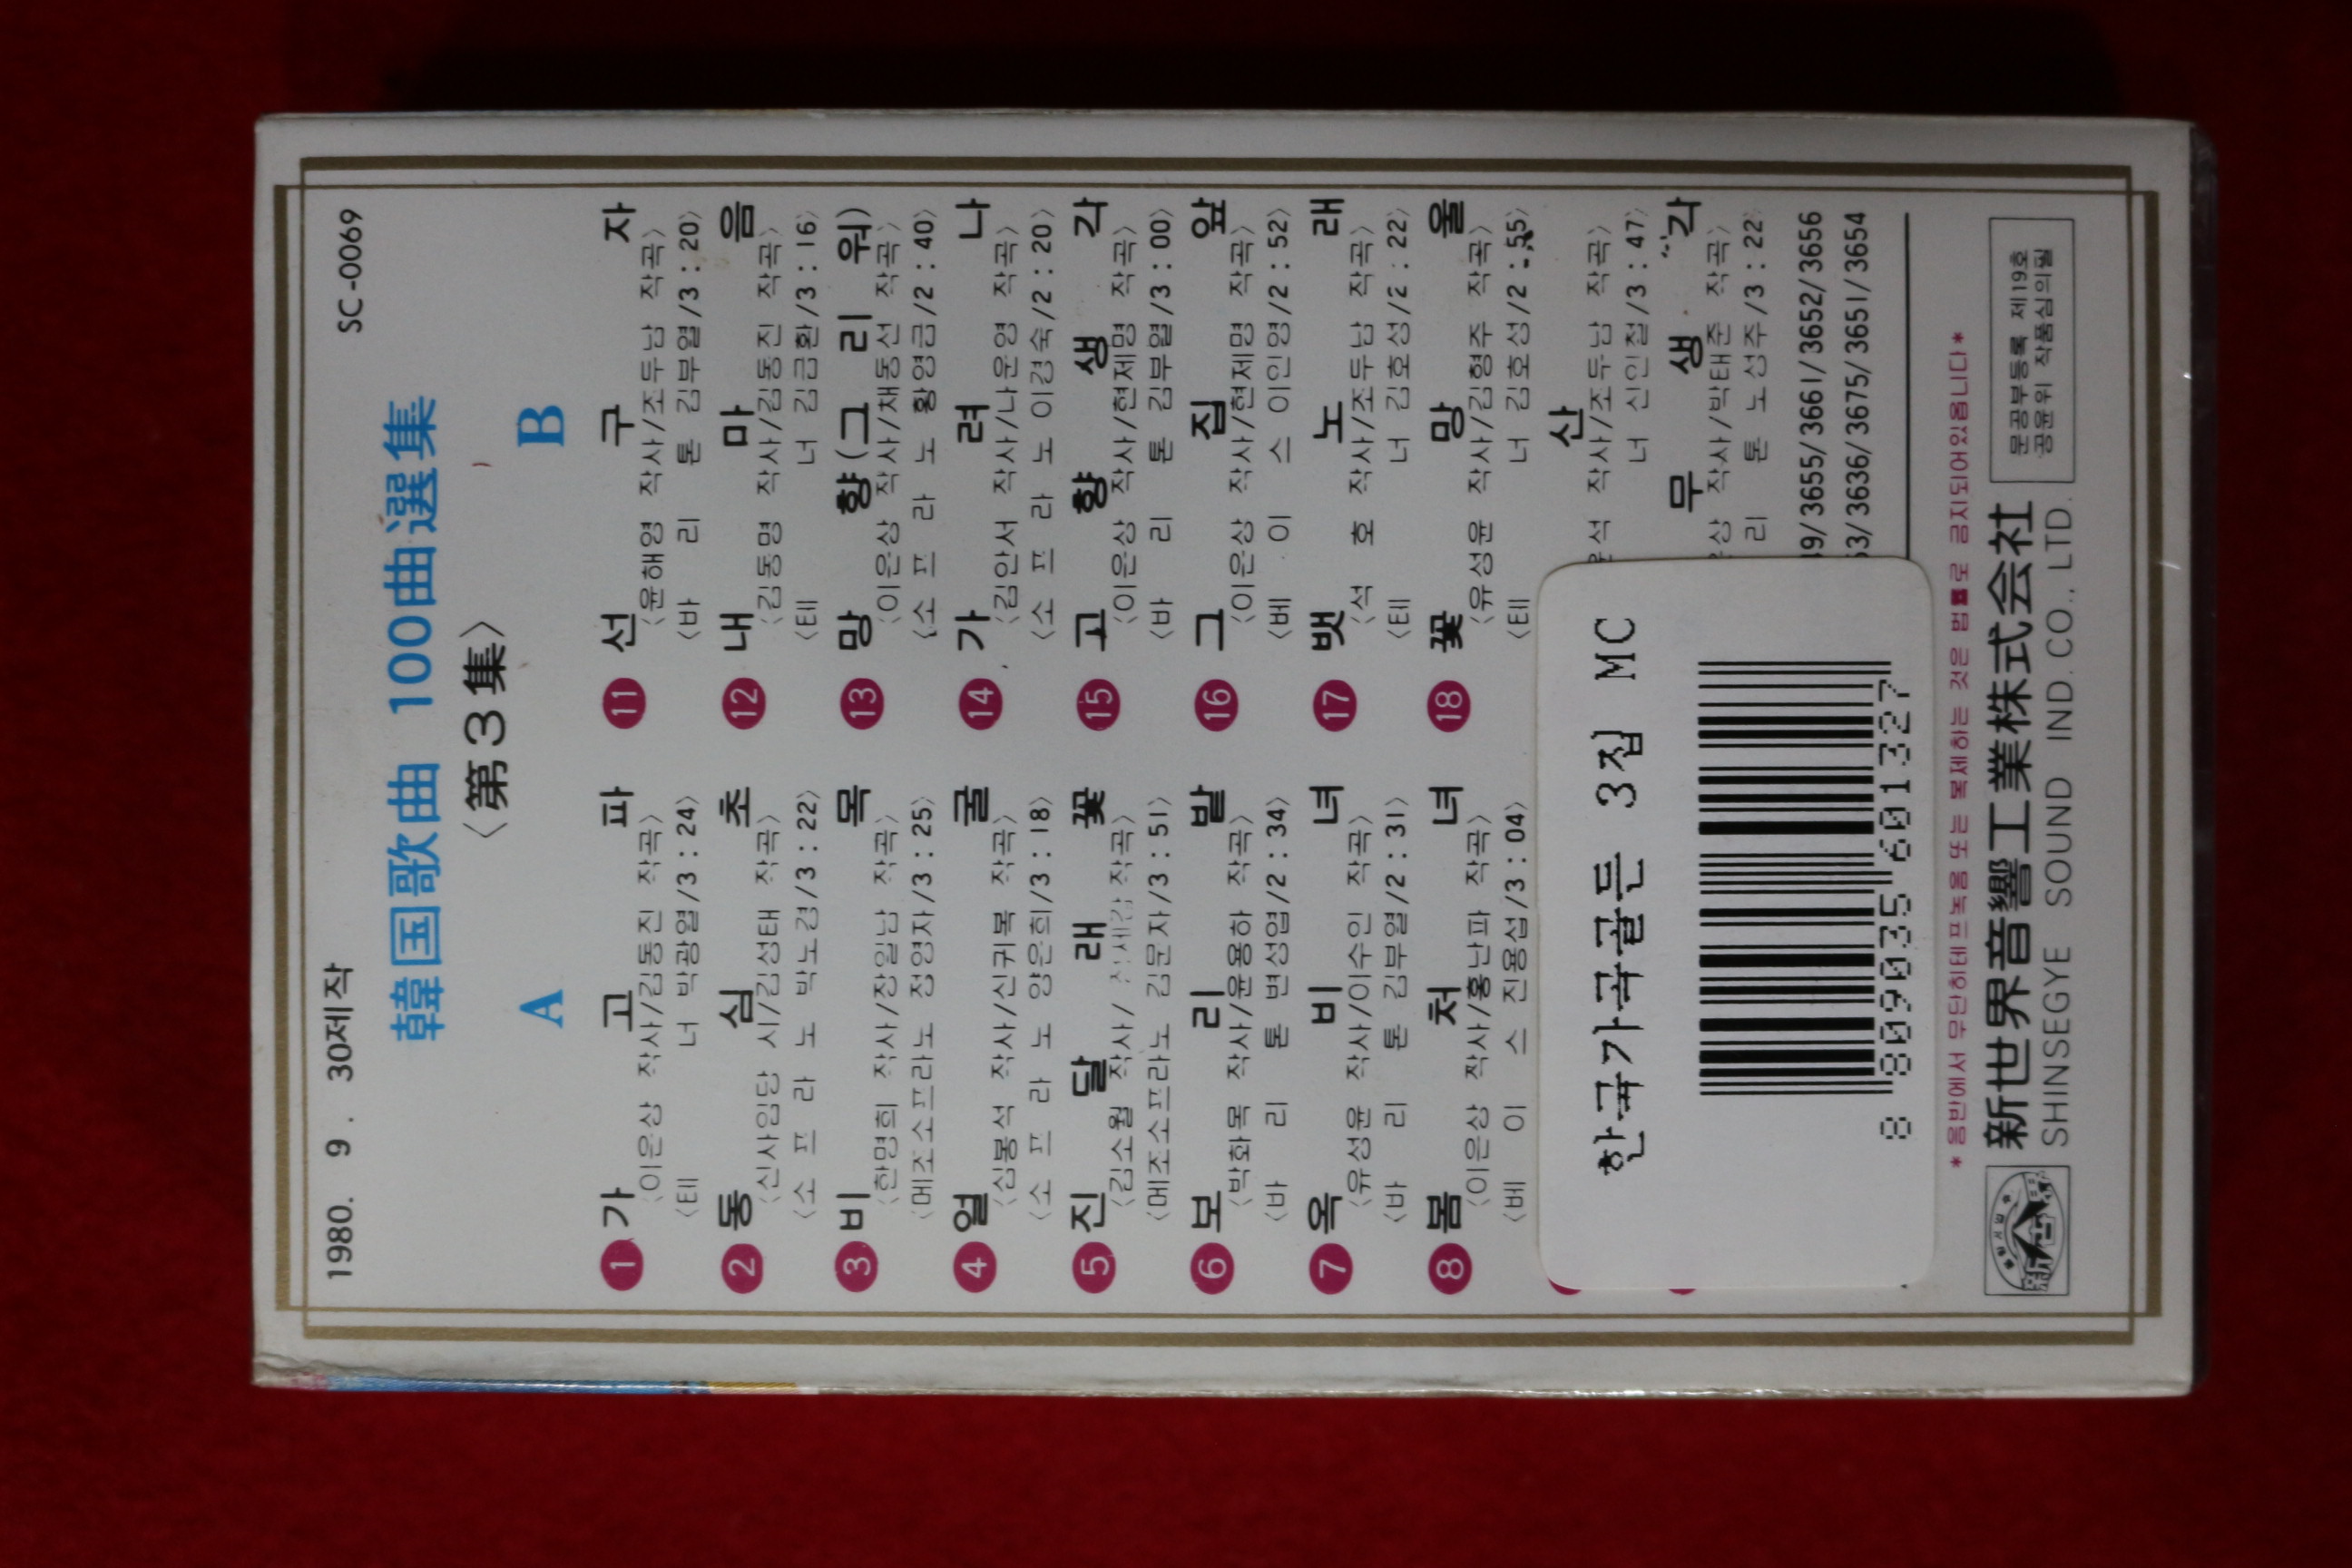 1980. 9. 30제작
SC-0069
韓国歌曲 100曲選集
〈第3集〉
A
1 가고파
〈이은상 작사/김동진 작곡〉
〈테너 박광열/3:24〉
2 동심초
〈신사임당 시/김성태 작곡〉
〈소프라노 박노경/3:22〉
3 비목
〈한명희 작사/장일남 작곡〉
〈메조소프라노 정영자/3:25〉
4 얼굴
〈심봉석 작사/신귀복 작곡〉
〈소프라노 양은희/3:18〉
5 진달래꽃
〈김소월 작사/ 작곡〉
〈메조소프라노 김문자/3:51〉
6 보리밭
〈박화목 작사/윤용하 작곡〉
〈바리톤 변성엽/2:34〉
7 옥비녀
〈유성윤 작사/이수인 작곡〉
〈바리톤 김부열/2:31〉
8 봄처녀
〈이은상 작사/홍난파 작곡〉
〈베이스 진용섭/3:04〉
B
11 선구자
〈윤해영 작사/조두남 작곡〉
〈바리톤 김부열/3:20〉
12 내마음
〈김동명 작사/김동진 작곡〉
〈테너 김금환/3:16〉
13 망향(그리워)
〈이은상 작사/채동선 작곡〉
〈소프라노 황영금/2:40〉
14 가려나
〈김안서 작사/나운영 작곡〉
〈소프라노 이경숙/2:20〉
15 고향생각
〈이은상 작사/현제명 작곡〉
〈바리톤 김부열/3:00〉
16 그집앞
〈이은상 작사/현제명 작곡〉
〈베이스 이인영/2:52〉
17 뱃노래
〈석호 작사/조두남 작곡〉
〈테너 김호성/2:22〉
18 꽃망울
〈유성윤 작사/김형주 작곡〉
〈테너 김호성/2:55〉
산
석 작사/조두남 작곡〉
너 신인철/3:47〉
무생각
상 작사/박태준 작곡〉
리톤 노성주/3:22〉
49/3655/3661/3652/3656
53/3636/3675/3651/3654
한국가곡골든 3집 MC
8 809035 601327
*음반에서 무단히테프녹음 또는 복제하는 것은 법률로 금지되어있읍니다*
新世界音響工業株式会社
SHINSEGYE SOUND IND. CO., LTD.
문공부등록 제19호
공윤위 작품심의필